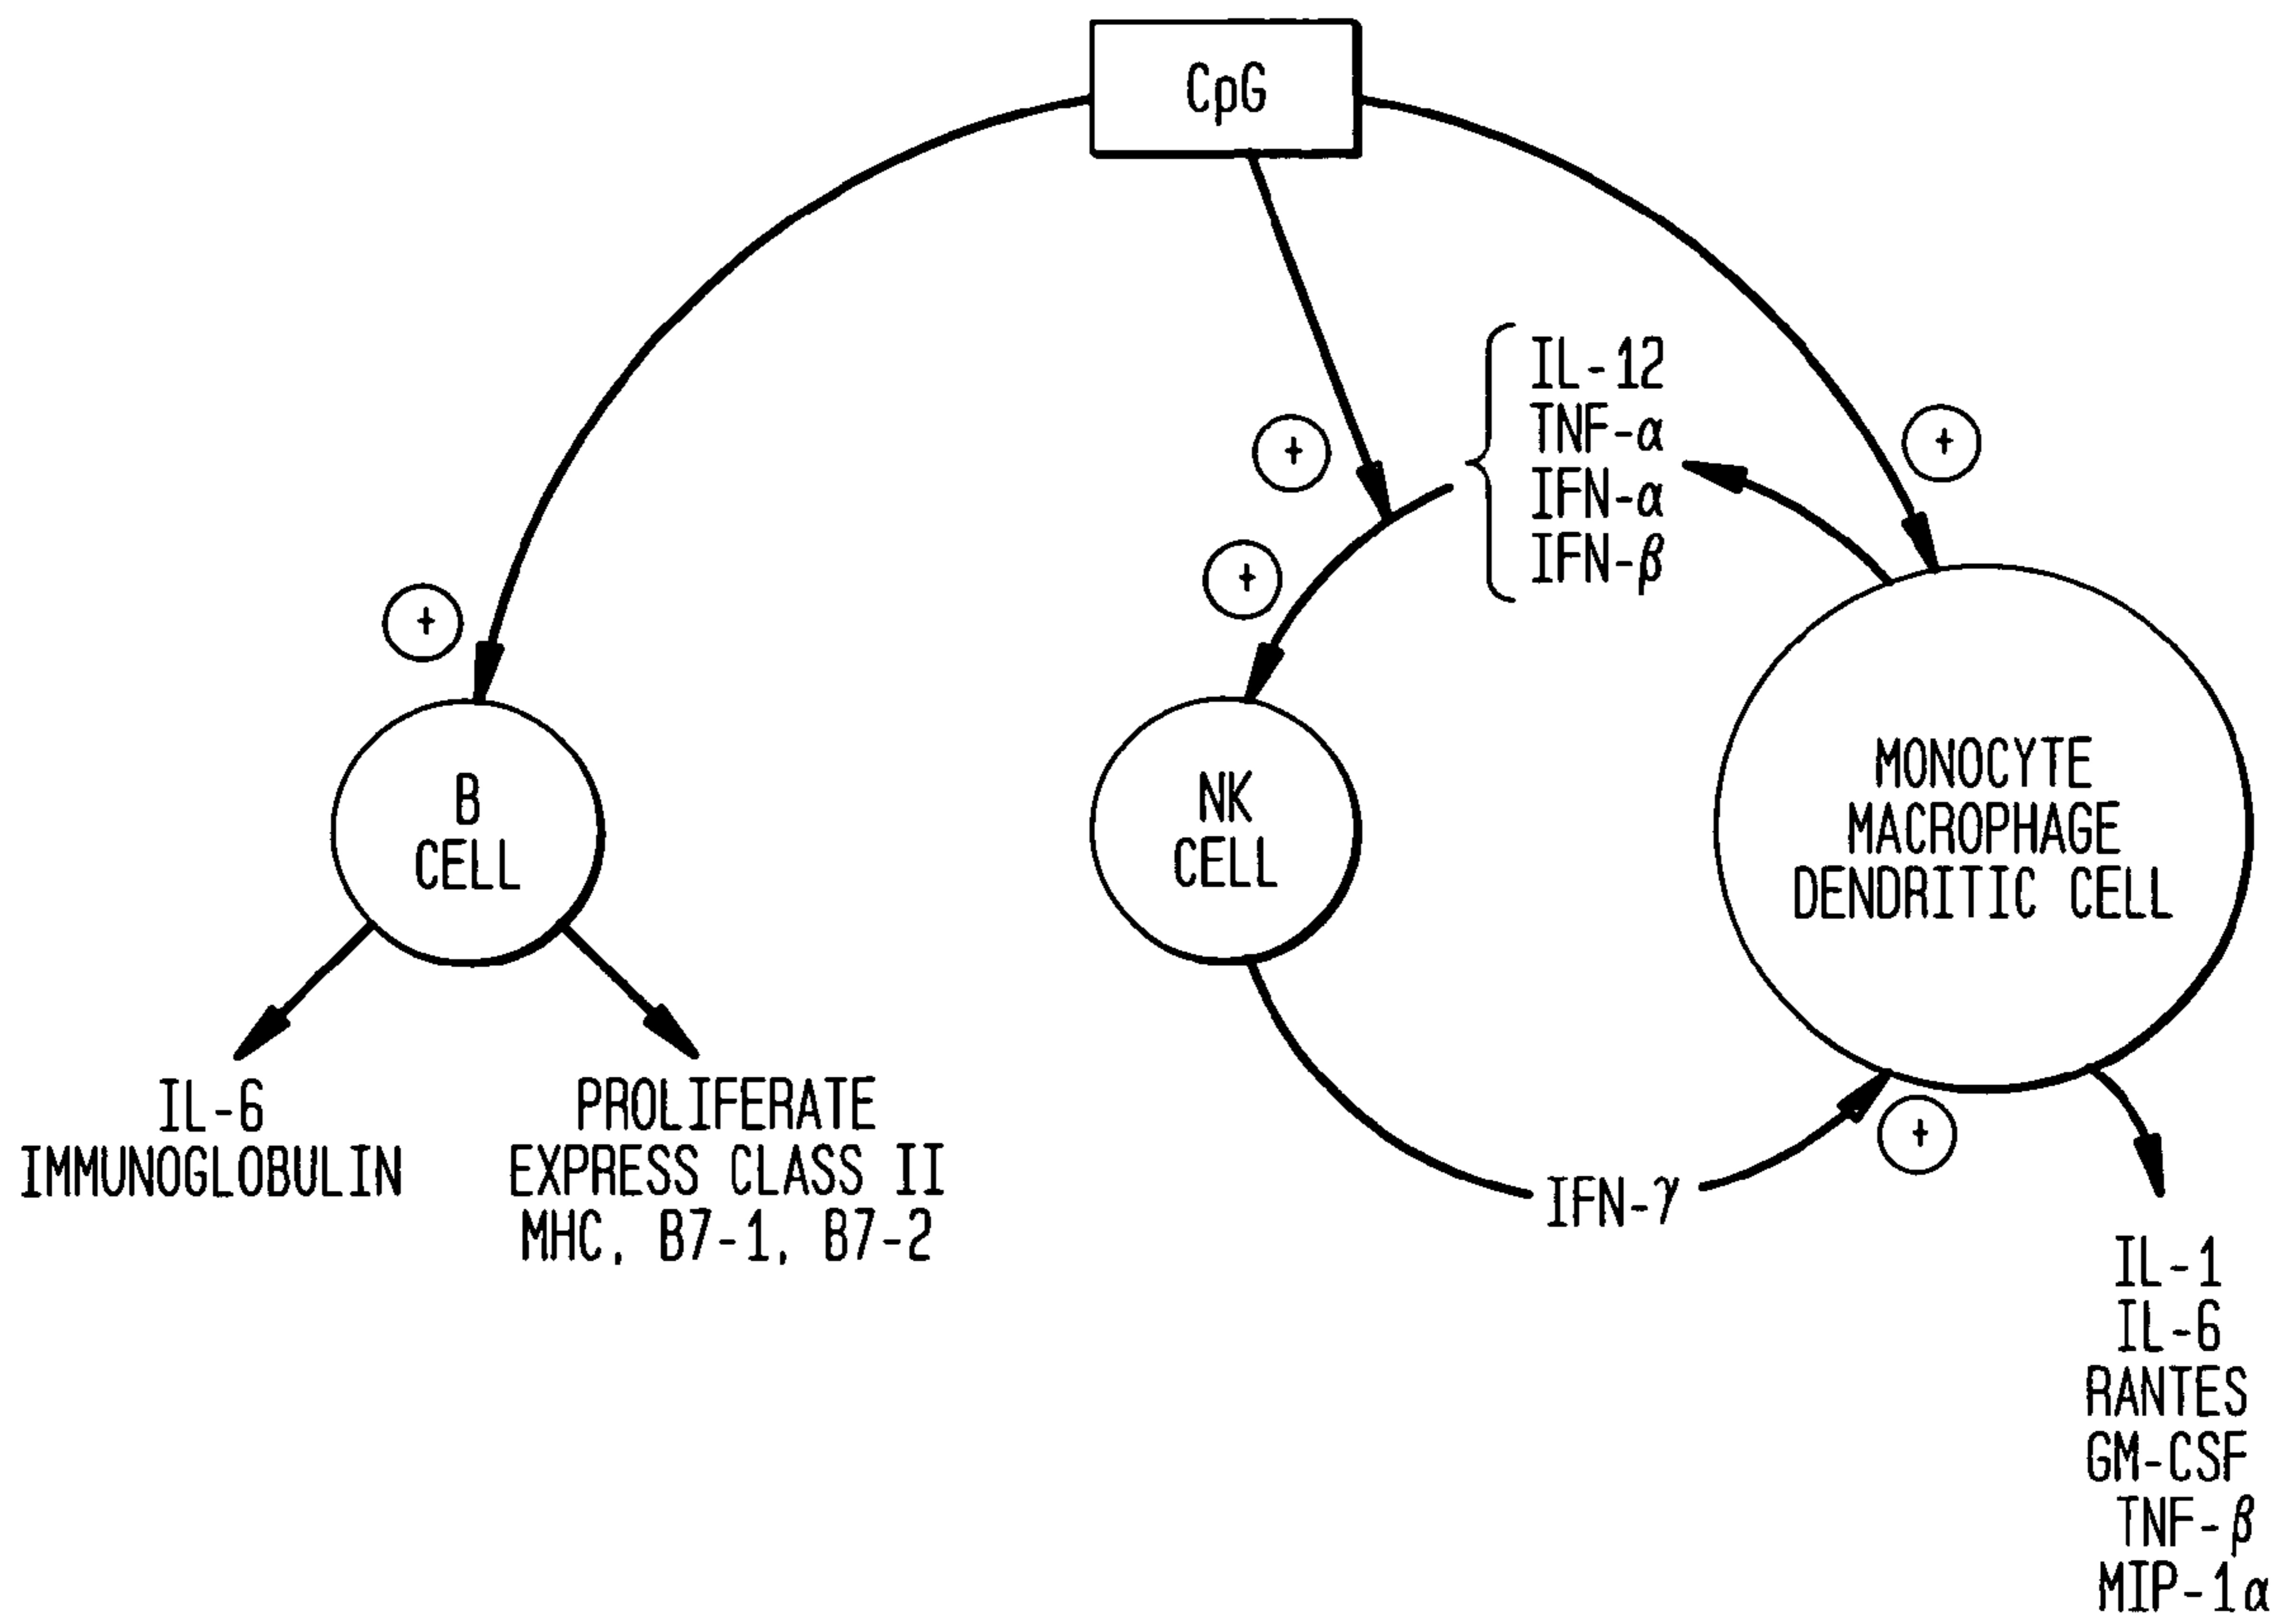 CpG
IL-12
TNF-α
IFN-α
IFN-β
+
+
+
+
B
CELL
NK
CELL
MONOCYTE
MACROPHAGE
DENDRITIC CELL
IL-6
IMMUNOGLOBULIN
PROLIFERATE
EXPRESS CLASS II
MHC, B7-1, B7-2
IFN-γ
+
IL-1
IL-6
RANTES
GM-CSF
TNF-β
MIP-1α